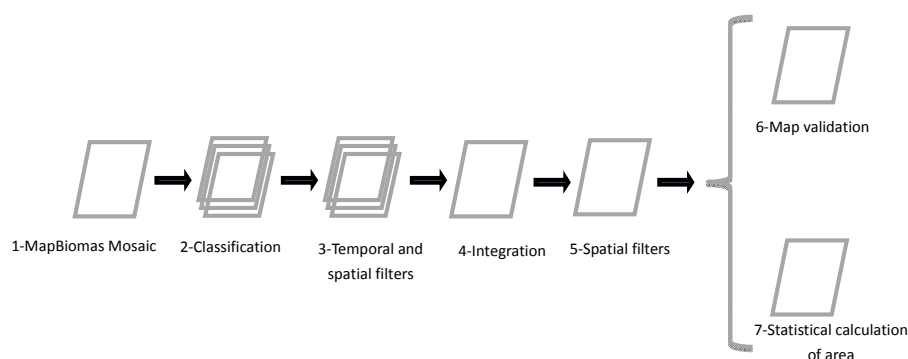 1-MapBiomas Mosaic
2-Classification
3-Temporal and
spatial filters
4-Integration
5-Spatial filters
6-Map validation
7-Statistical calculation
of area